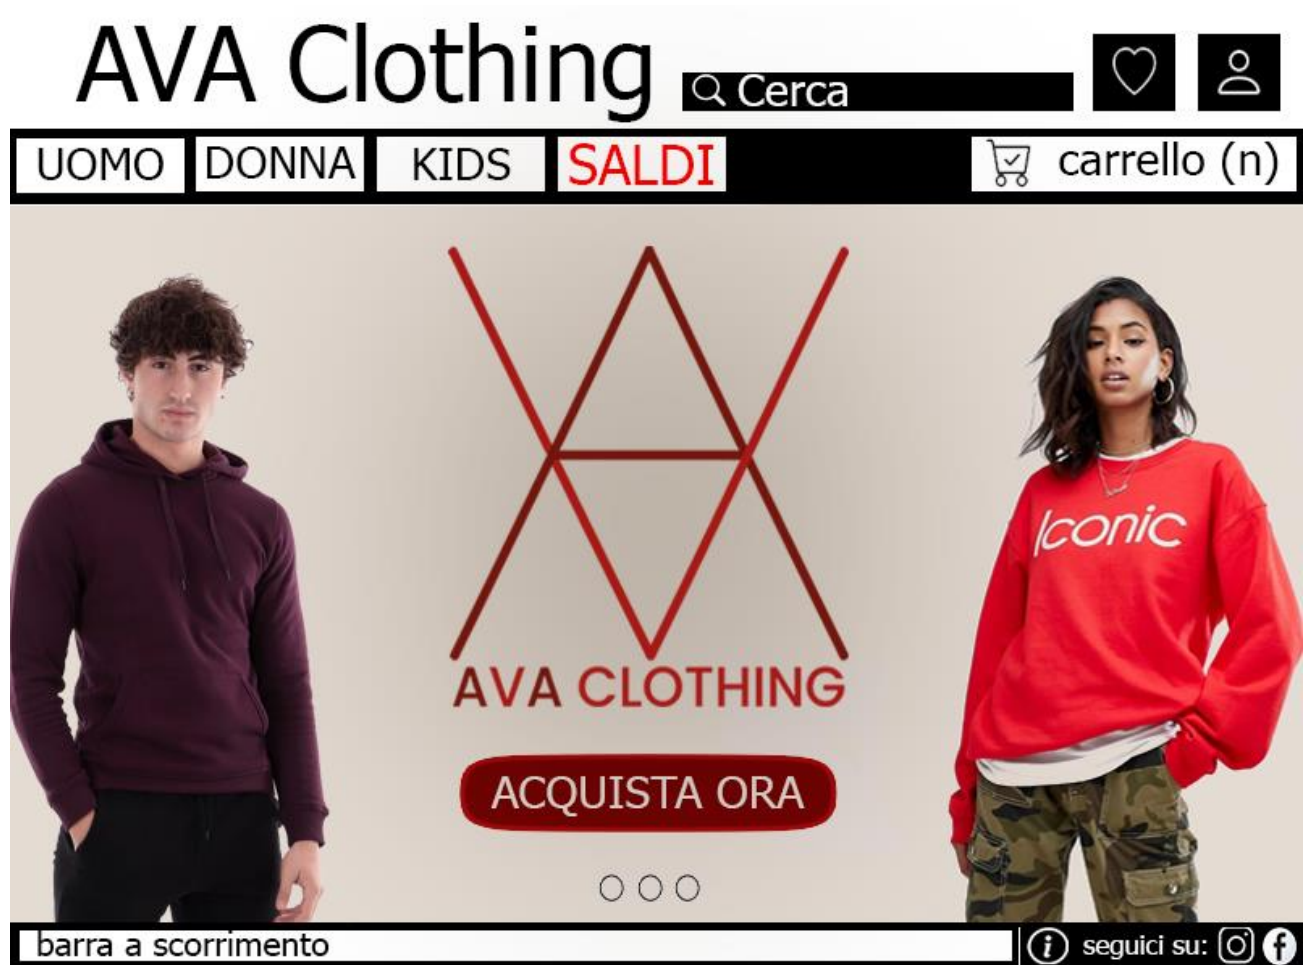 AVA Clothing
Cerca
UOMO DONNA KIDS SALDI carrello (n)
Iconic
AVA CLOTHING
ACQUISTA ORA
barra a scorrimento
seguici su: